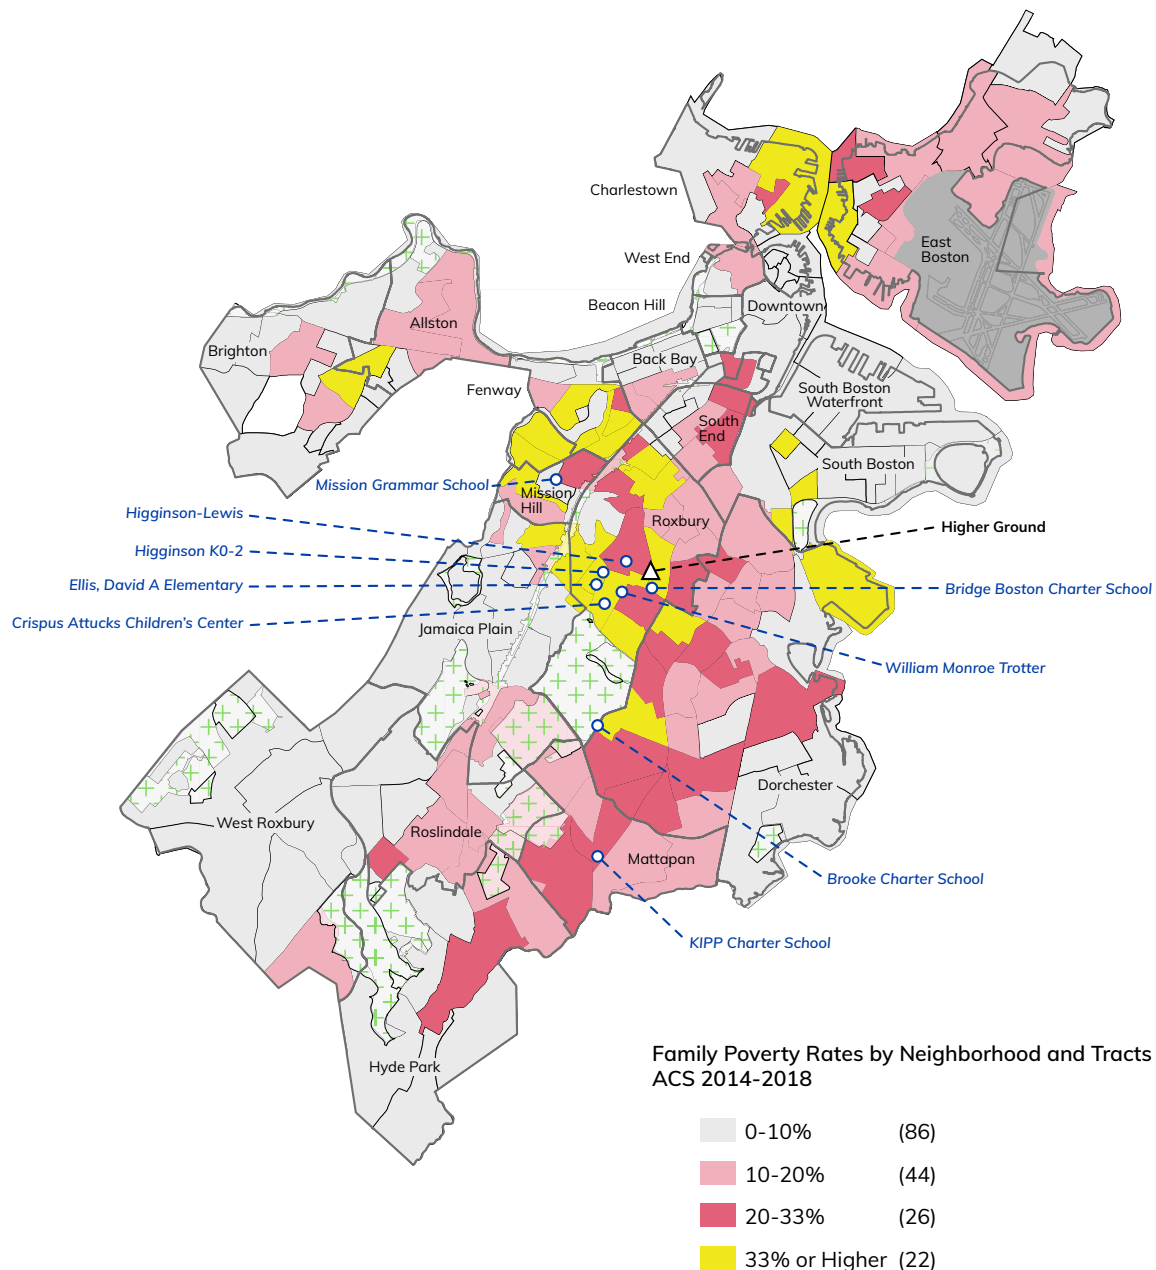 Charlestown
West End
East
Boston
Beacon Hill
Downtown
Allston
Brighton
Back Bay
Fenway
South Boston
Waterfront
South
End
South Boston
Mission Grammar School
Mission
Hill
Higginson-Lewis
Roxbury
Higher Ground
Higginson K0-2
Ellis, David A Elementary
Bridge Boston Charter School
Crispus Attucks Children's Center
Jamaica Plain
William Monroe Trotter
Dorchester
West Roxbury
Roslindale
Mattapan
Brooke Charter School
KIPP Charter School
Hyde Park
Family Poverty Rates by Neighborhood and Tracts
ACS 2014-2018
0-10% (86)
10-20% (44)
20-33% (26)
33% or Higher (22)